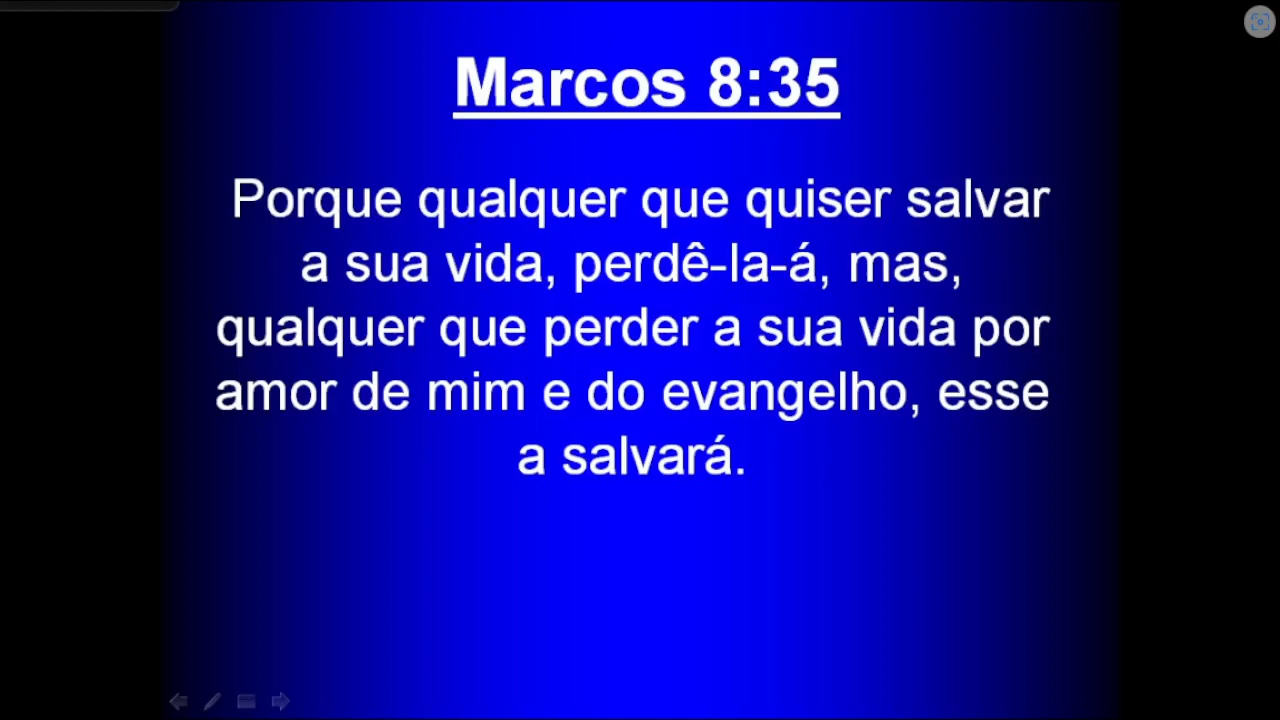 Marcos 8:35
Porque qualquer que quiser salvar
a sua vida, perdê-la-á, mas,
qualquer que perder a sua vida por
amor de mim e do evangelho, esse
a salvará.